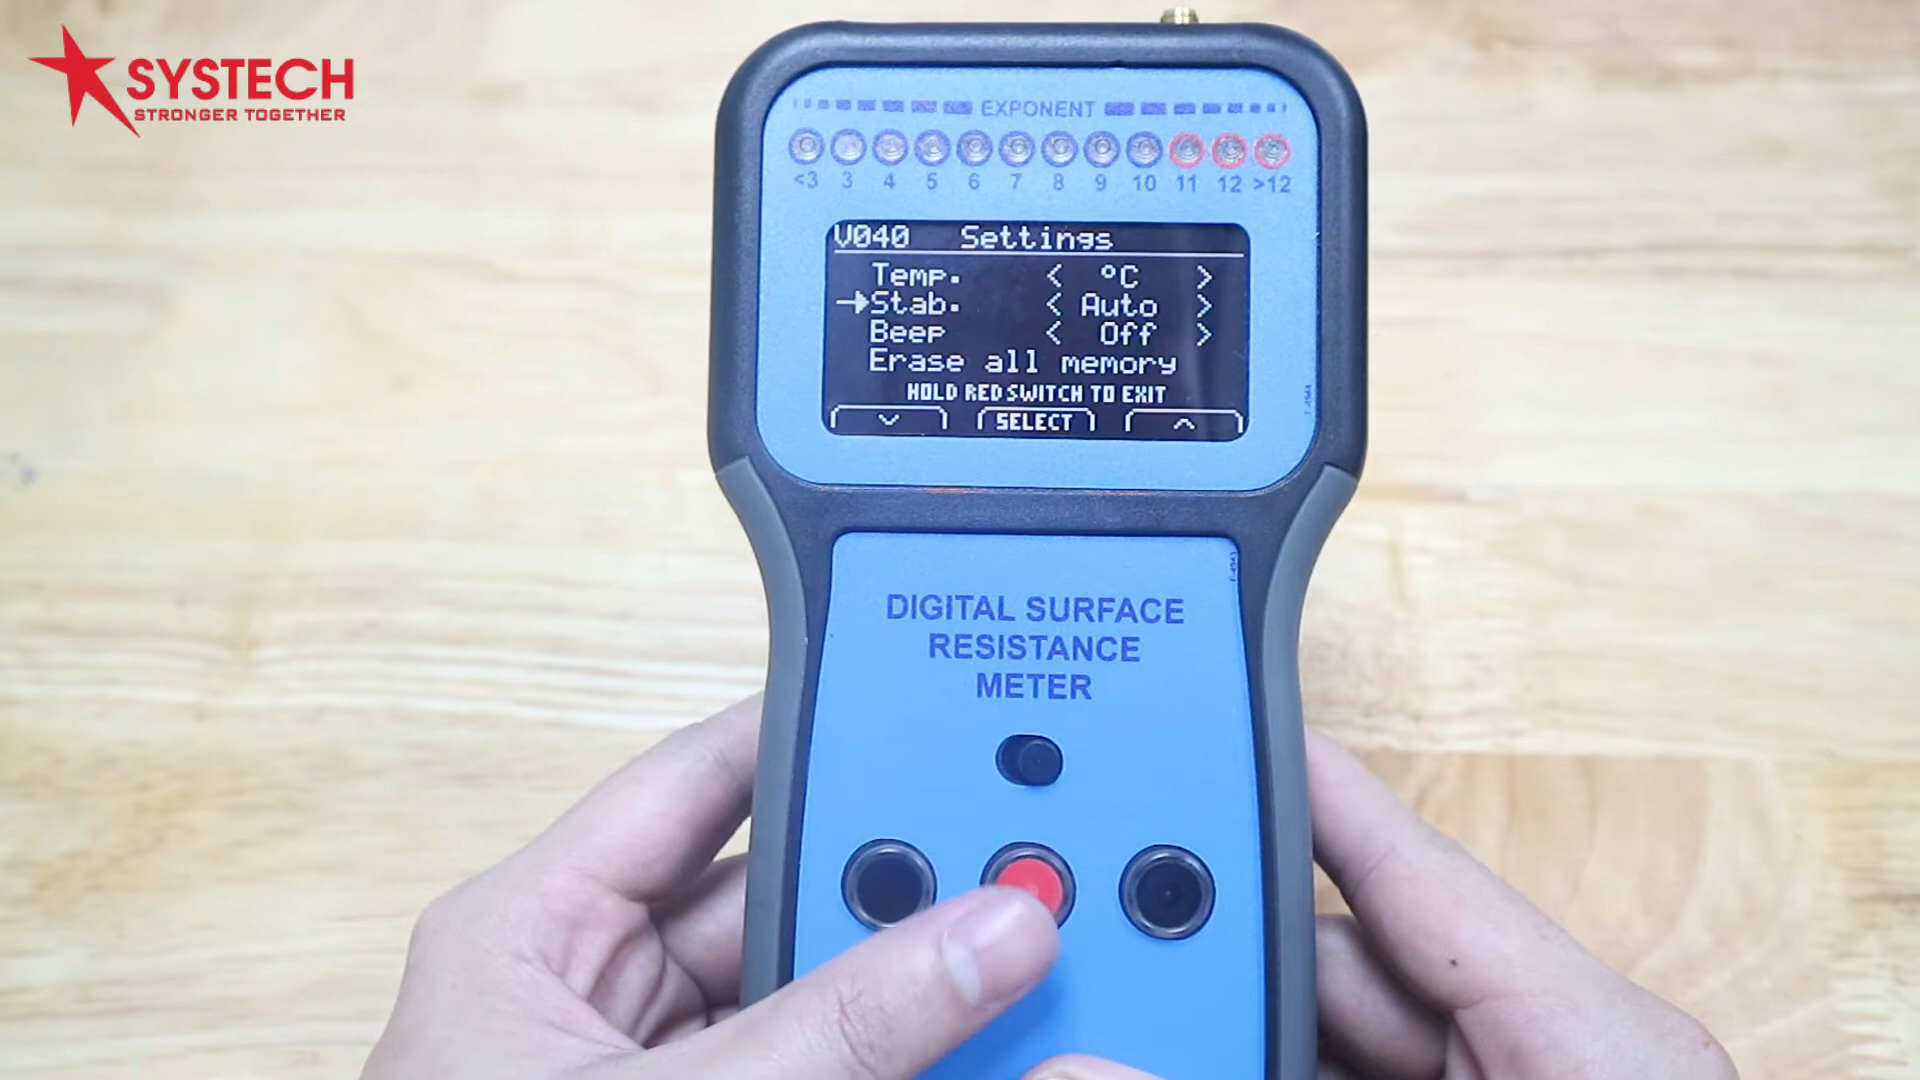 SYSTECH
STRONGER TOGETHER
EXPONENT
<3 3 4 5 6 7 8 9 10 11 12 >12
V040 Settings
Temp. < °C >
→Stab. < Auto >
Beep < Off >
Erase all memory
HOLD RED SWITCH TO EXIT
SELECT
DIGITAL SURFACE
RESISTANCE
METER